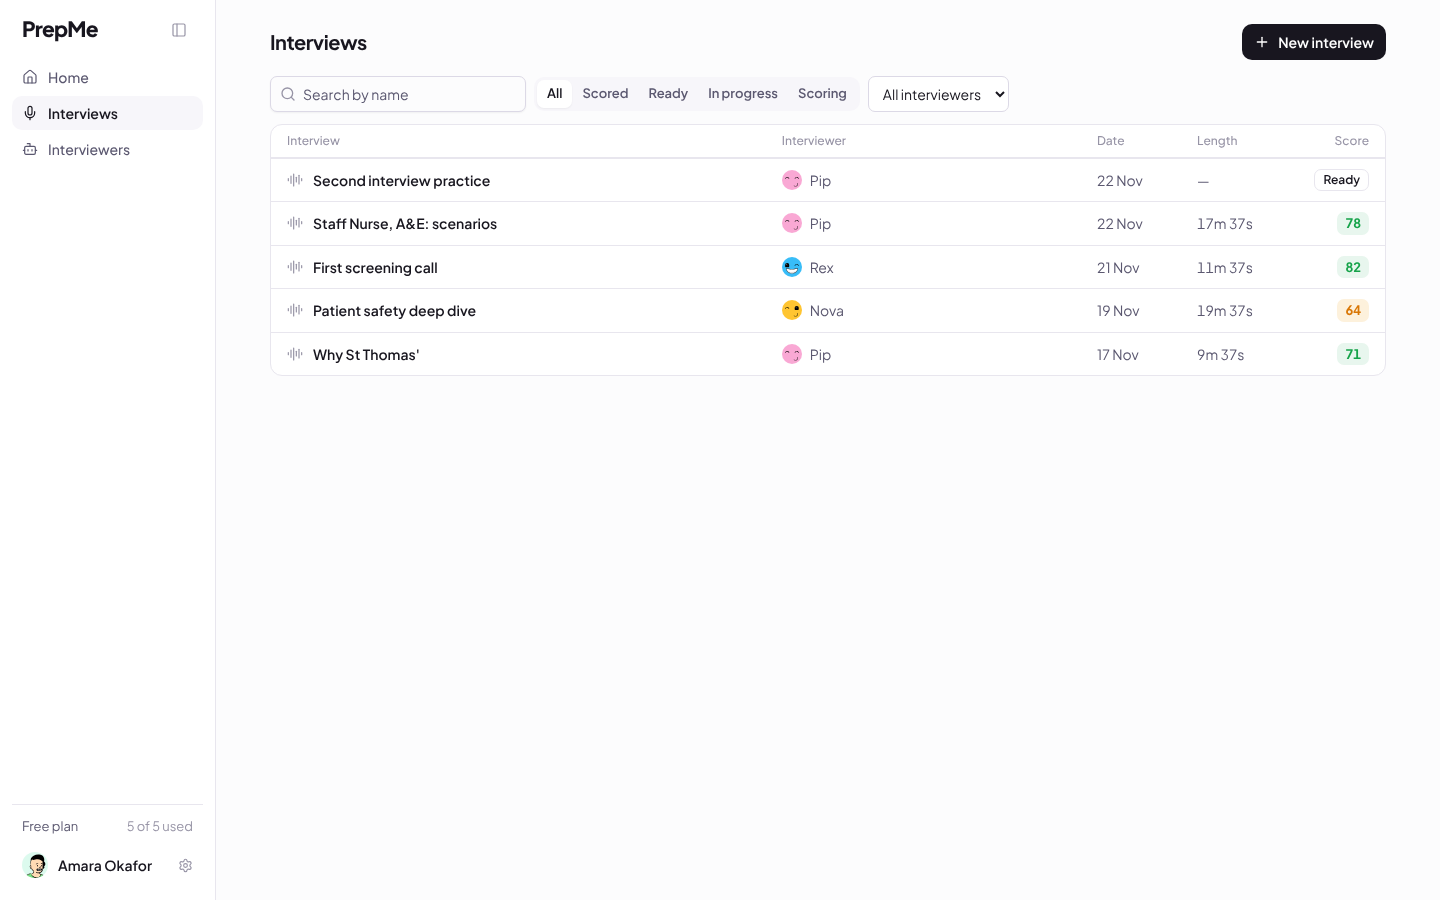 PrepMe
Home
Interviews
Interviewers
Free plan 5 of 5 used
Amara Okafor
Interviews
New interview
Search by name All Scored Ready In progress Scoring All interviewers
Interview Interviewer Date Length Score
Second interview practice Pip 22 Nov — Ready
Staff Nurse, A&E: scenarios Pip 22 Nov 17m 37s 78
First screening call Rex 21 Nov 11m 37s 82
Patient safety deep dive Nova 19 Nov 19m 37s 64
Why St Thomas' Pip 17 Nov 9m 37s 71